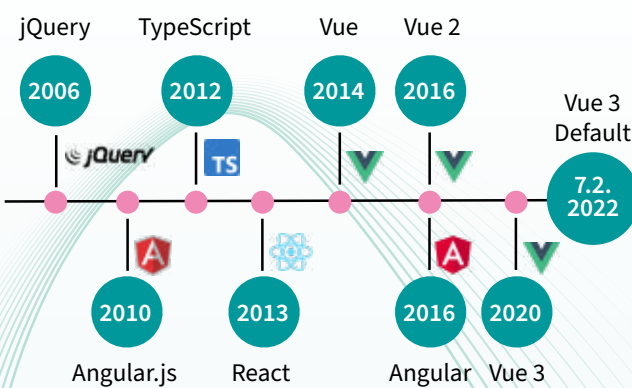 jQuery
TypeScript
Vue
Vue 2
2006
2012
2014
2016
Vue 3
Default
jQuery
TS
7.2.
2022
A
A
2010
2013
2016
2020
Angular.js
React
Angular
Vue 3